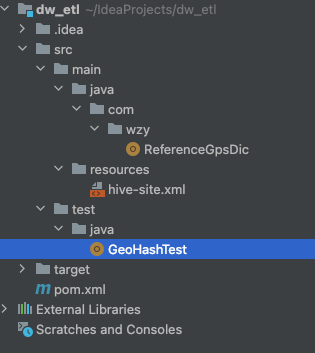 dw_etl ~/IdeaProjects/dw_etl
.idea
src
main
java
com
wzy
ReferenceGpsDic
resources
hive-site.xml
test
java
GeoHashTest
target
pom.xml
External Libraries
Scratches and Consoles